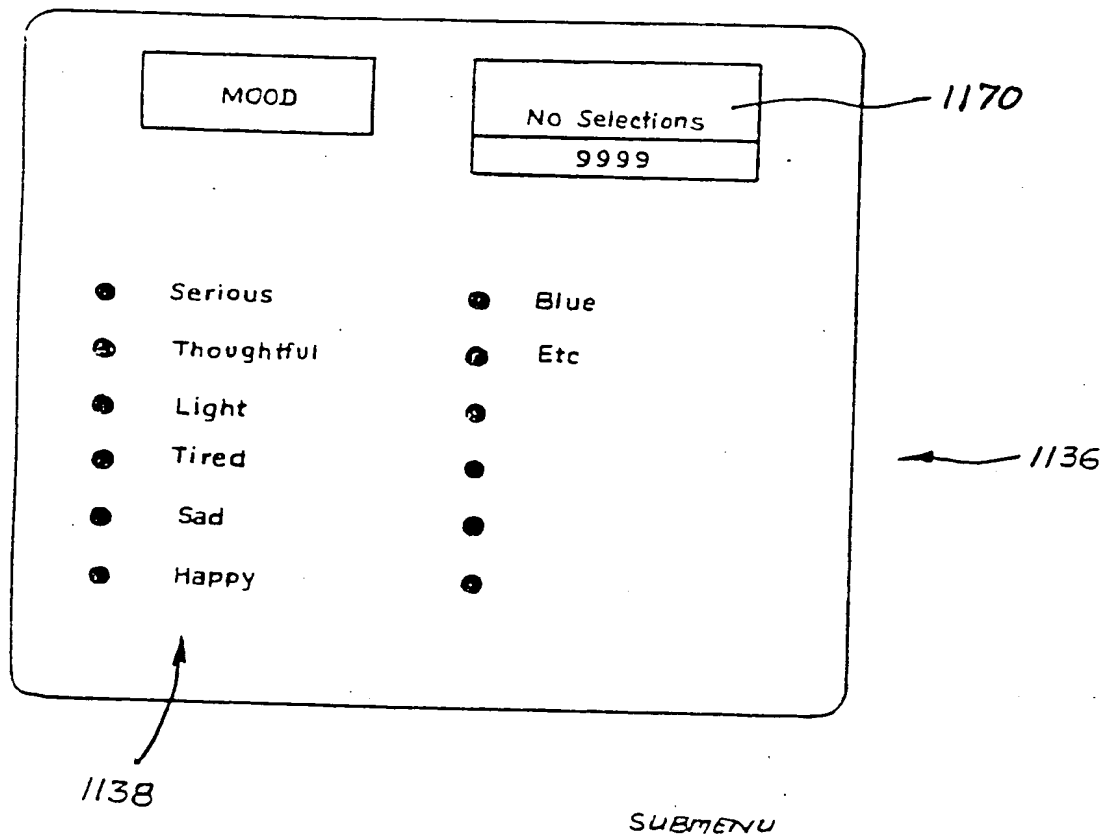 MOOD
No Selections
9999
1170
Serious
Thoughtful
Light
Tired
Sad
Happy
Blue
Etc
1136
1138
SUBMENU